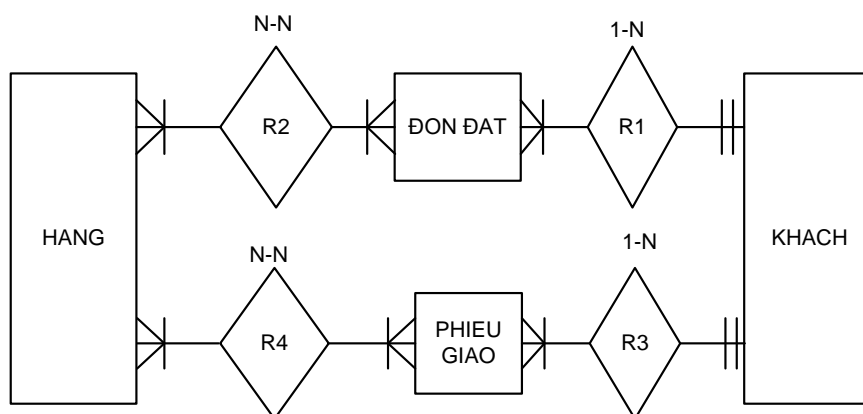 N-N
1-N
R2
ĐON ĐAT
R1
HANG
KHACH
N-N
1-N
R4
PHIEU
GIAO
R3